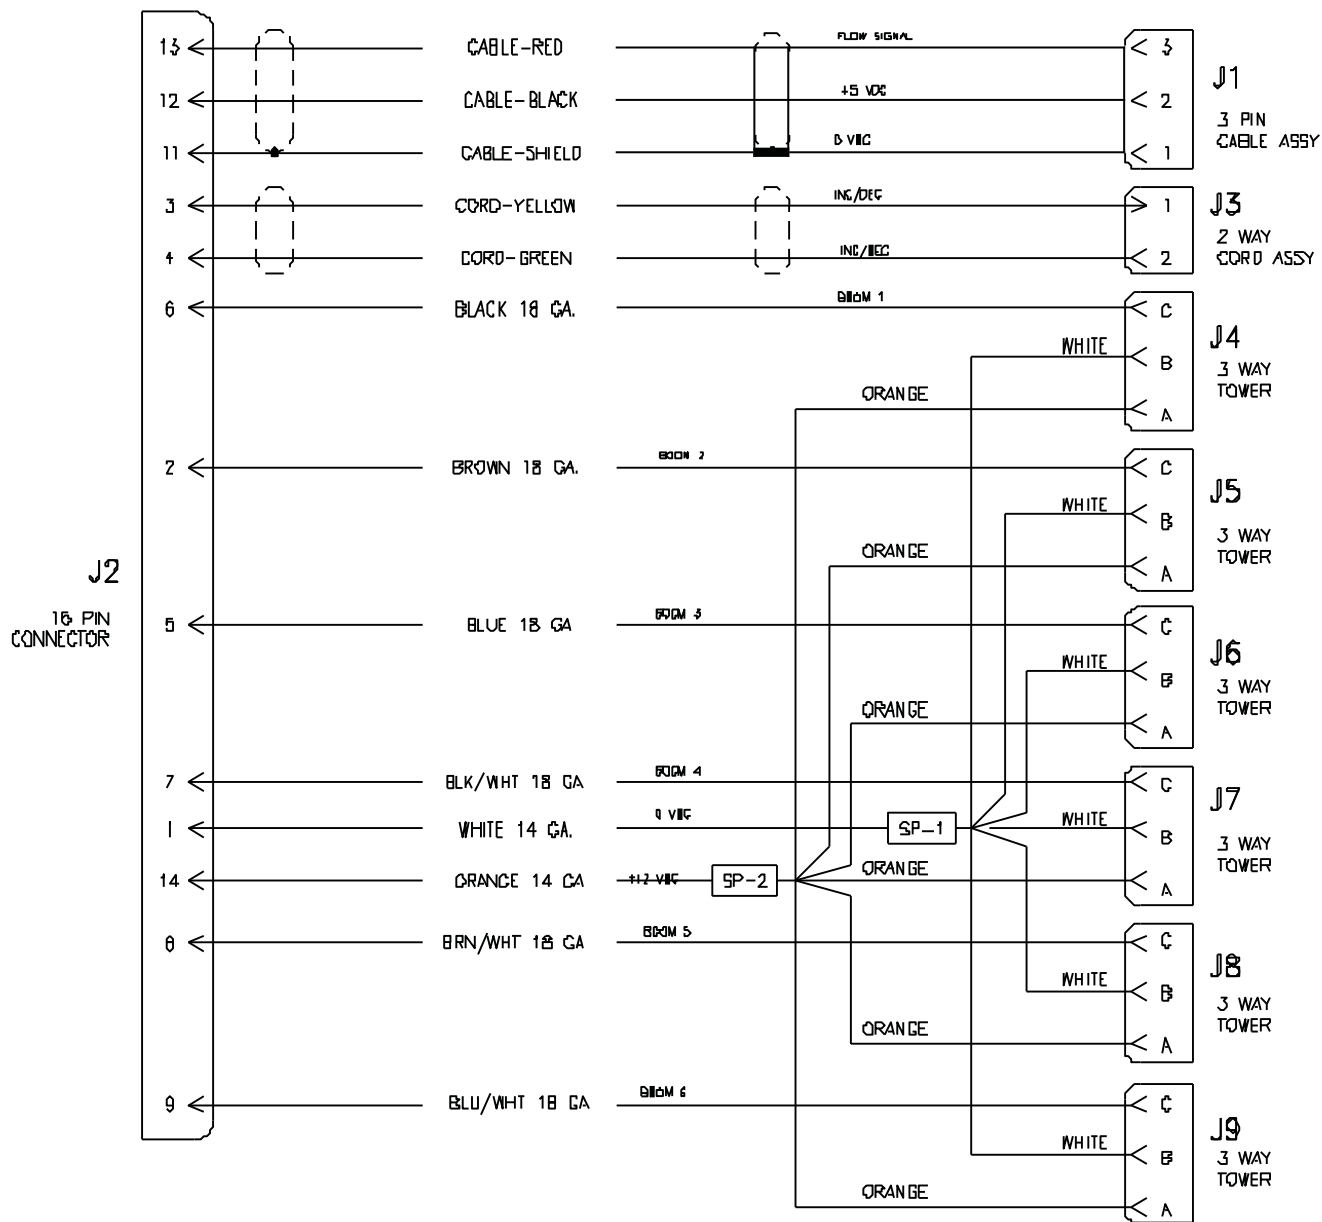 13 CABLE-RED FLOW SIGNAL 3
J1
12 CABLE-BLACK +5 VDC 2
3 PIN
CABLE ASSY
11 CABLE-SHIELD 0 VDC 1
3 CORD-YELLOW INC/DEC 1
J3
2 WAY
CORD ASSY
4 CORD-GREEN INC/DEC 2
6 BLACK 18 GA. BOOM 1 C
J4
WHITE B
3 WAY
TOWER
ORANGE A
2 BROWN 18 GA. BOOM 2 C
J5
WHITE B
3 WAY
TOWER
ORANGE A
J2
16 PIN
CONNECTOR
5 BLUE 18 GA BOOM 3 C
J6
WHITE B
3 WAY
TOWER
ORANGE A
7 BLK/WHT 18 GA BOOM 4 C
J7
1 WHITE 14 GA. 0 VDC SP-1 WHITE B
3 WAY
TOWER
14 ORANGE 14 GA +12 VDC SP-2 ORANGE A
8 BRN/WHT 18 GA BOOM 5 C
J8
WHITE B
3 WAY
TOWER
ORANGE A
9 BLU/WHT 18 GA BOOM 6 C
J9
WHITE B
3 WAY
TOWER
ORANGE A